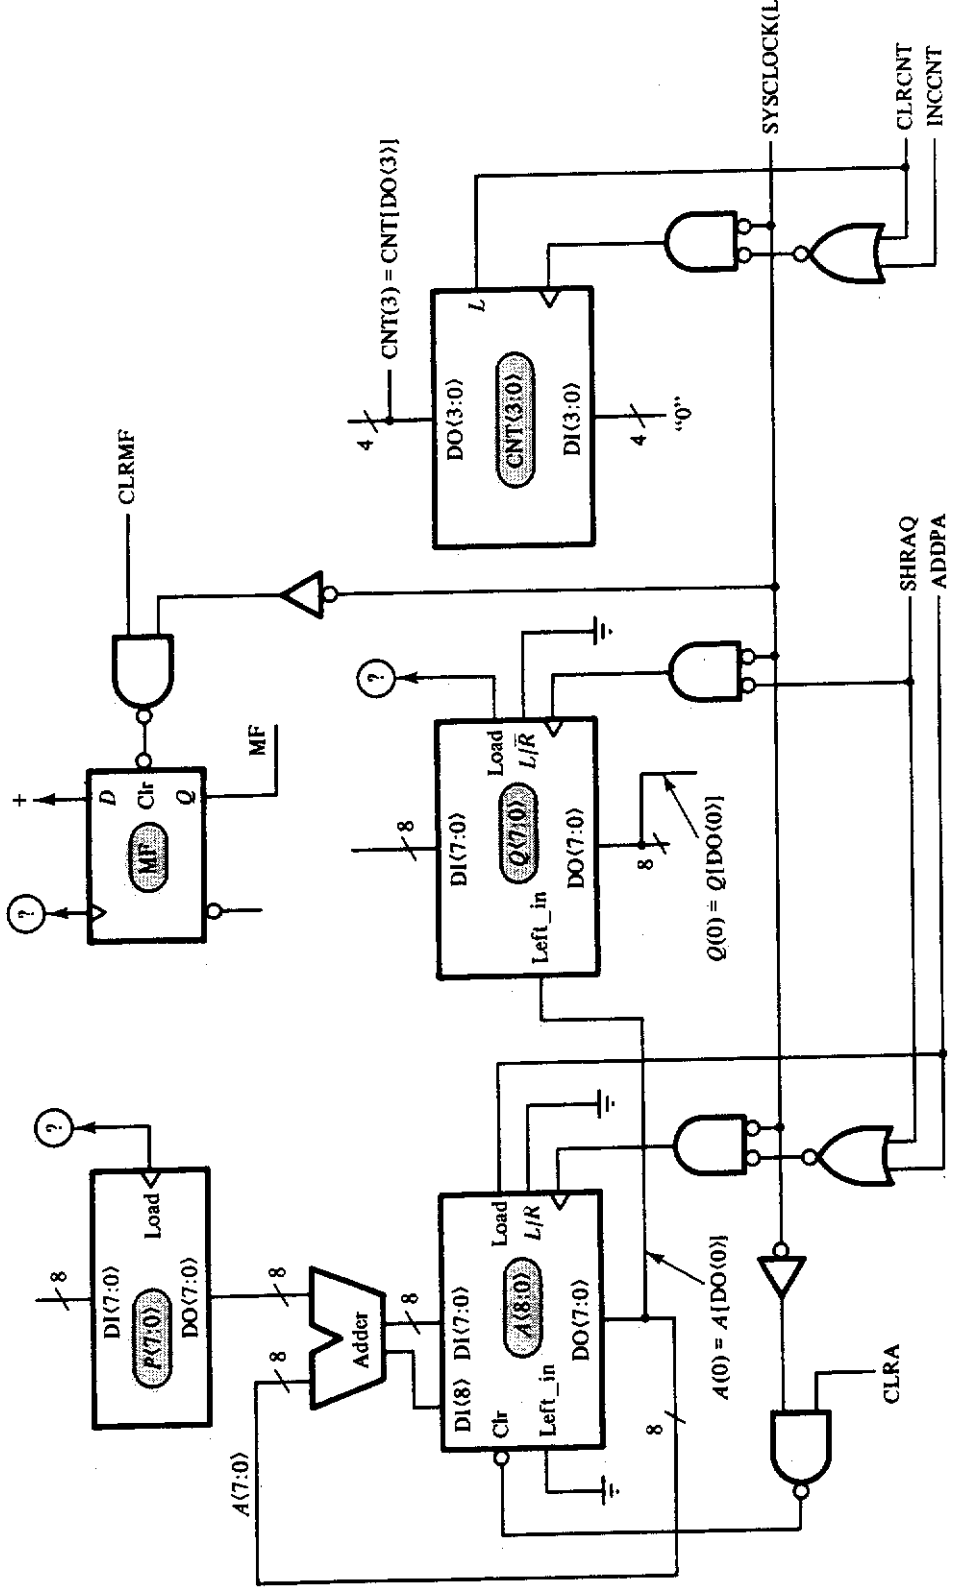 SYSCLOCK(L
CLRCNT
INCCNT
CNT(3) = CNT[DO⟨3⟩]
4
DO⟨3:0⟩
L
CNT⟨3:0⟩
DI⟨3:0⟩
4
"0"
CLRMF
+
D
Clr
Q
MF
MF
?
SHRAQ
ADDPA
?
8
DI⟨7:0⟩
Load
L/R̅
Q⟨7:0⟩
Left_in
DO⟨7:0⟩
8
Q(0) = Q[DO⟨0⟩]
?
8
DI⟨7:0⟩
Load
P⟨7:0⟩
DO⟨7:0⟩
8
8
Adder
A⟨7:0⟩
8
DI⟨8⟩
DI⟨7:0⟩
Load
L/R
Clr
A⟨8:0⟩
Left_in
DO⟨7:0⟩
8
A(0) = A[DO⟨0⟩]
CLRA